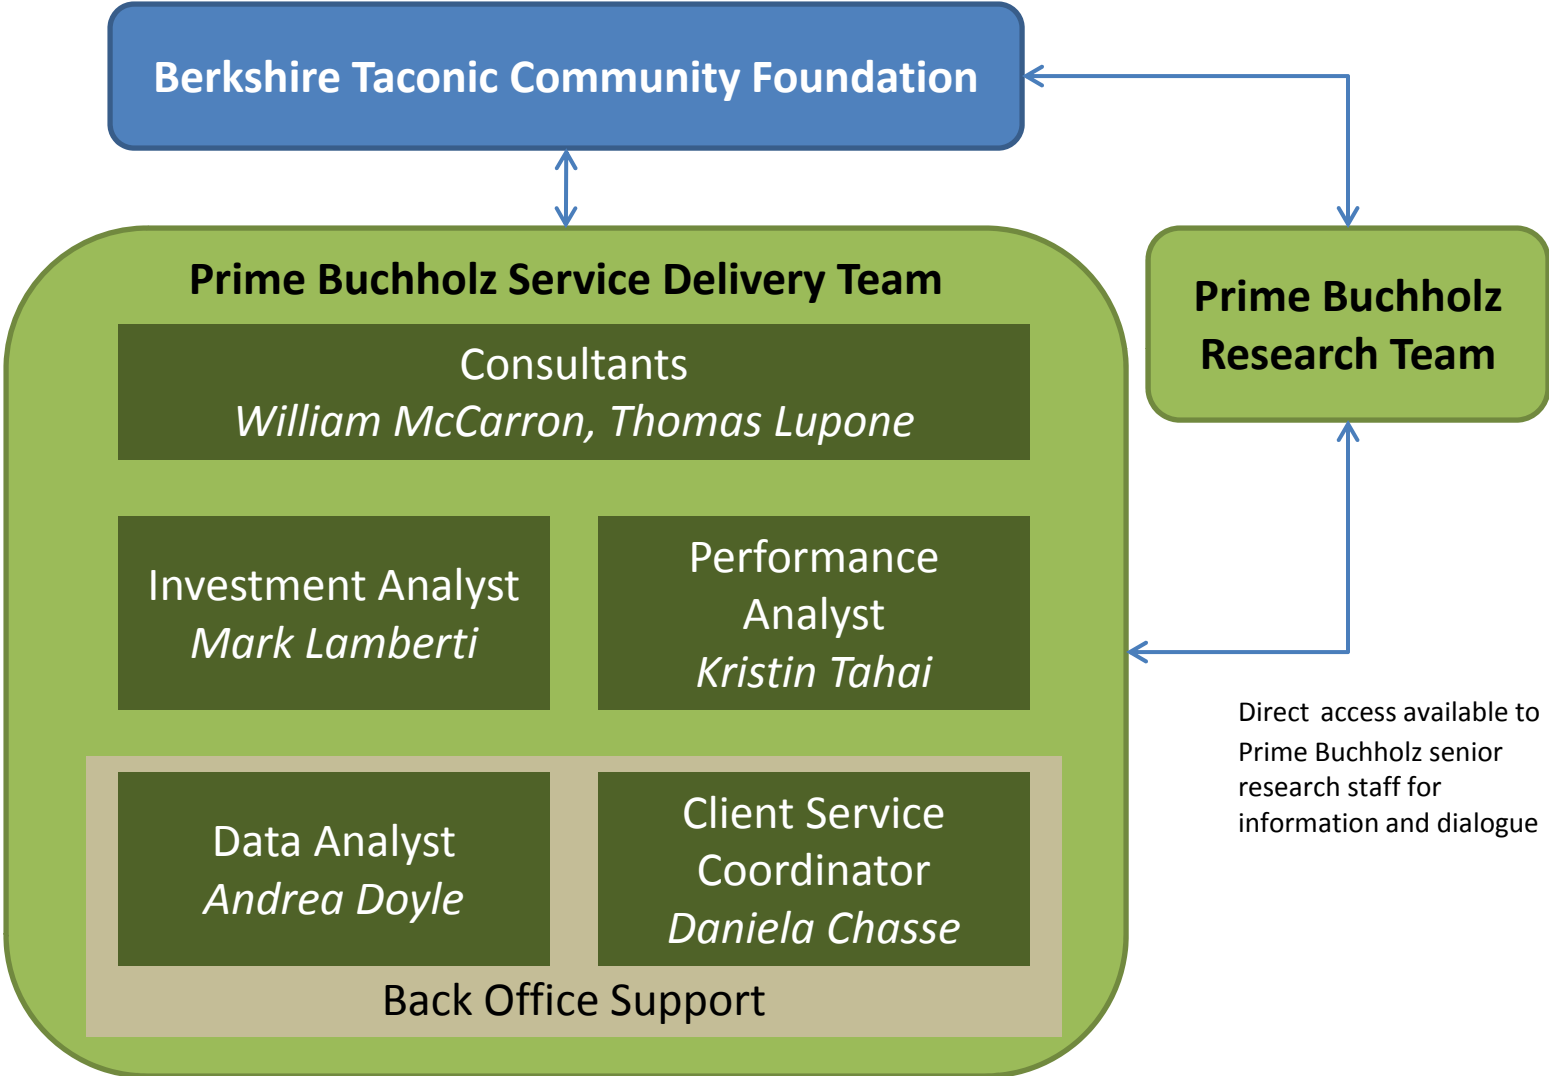 Berkshire Taconic Community Foundation
Prime Buchholz Service Delivery Team
Consultants
William McCarron, Thomas Lupone
Investment Analyst
Mark Lamberti
Performance
Analyst
Kristin Tahai
Data Analyst
Andrea Doyle
Client Service
Coordinator
Daniela Chasse
Back Office Support
Prime Buchholz
Research Team
Direct access available to
Prime Buchholz senior
research staff for
information and dialogue